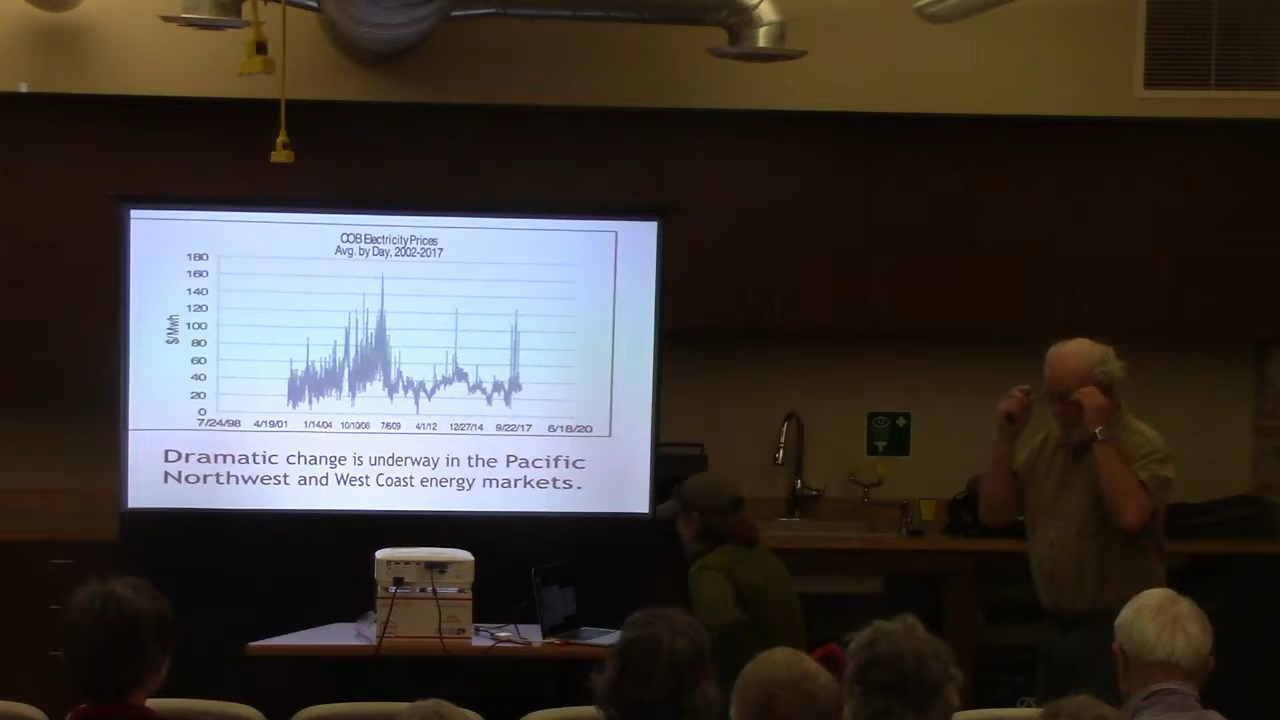 COB Electricity Prices
Avg. by Day, 2002-2017
180
160
140
120
100
80
60
40
20
0
$/Mwh
7/24/98 4/19/01 1/14/04 10/10/06 7/6/09 4/1/12 12/27/14 9/22/17 6/18/20
Dramatic change is underway in the Pacific
Northwest and West Coast energy markets.